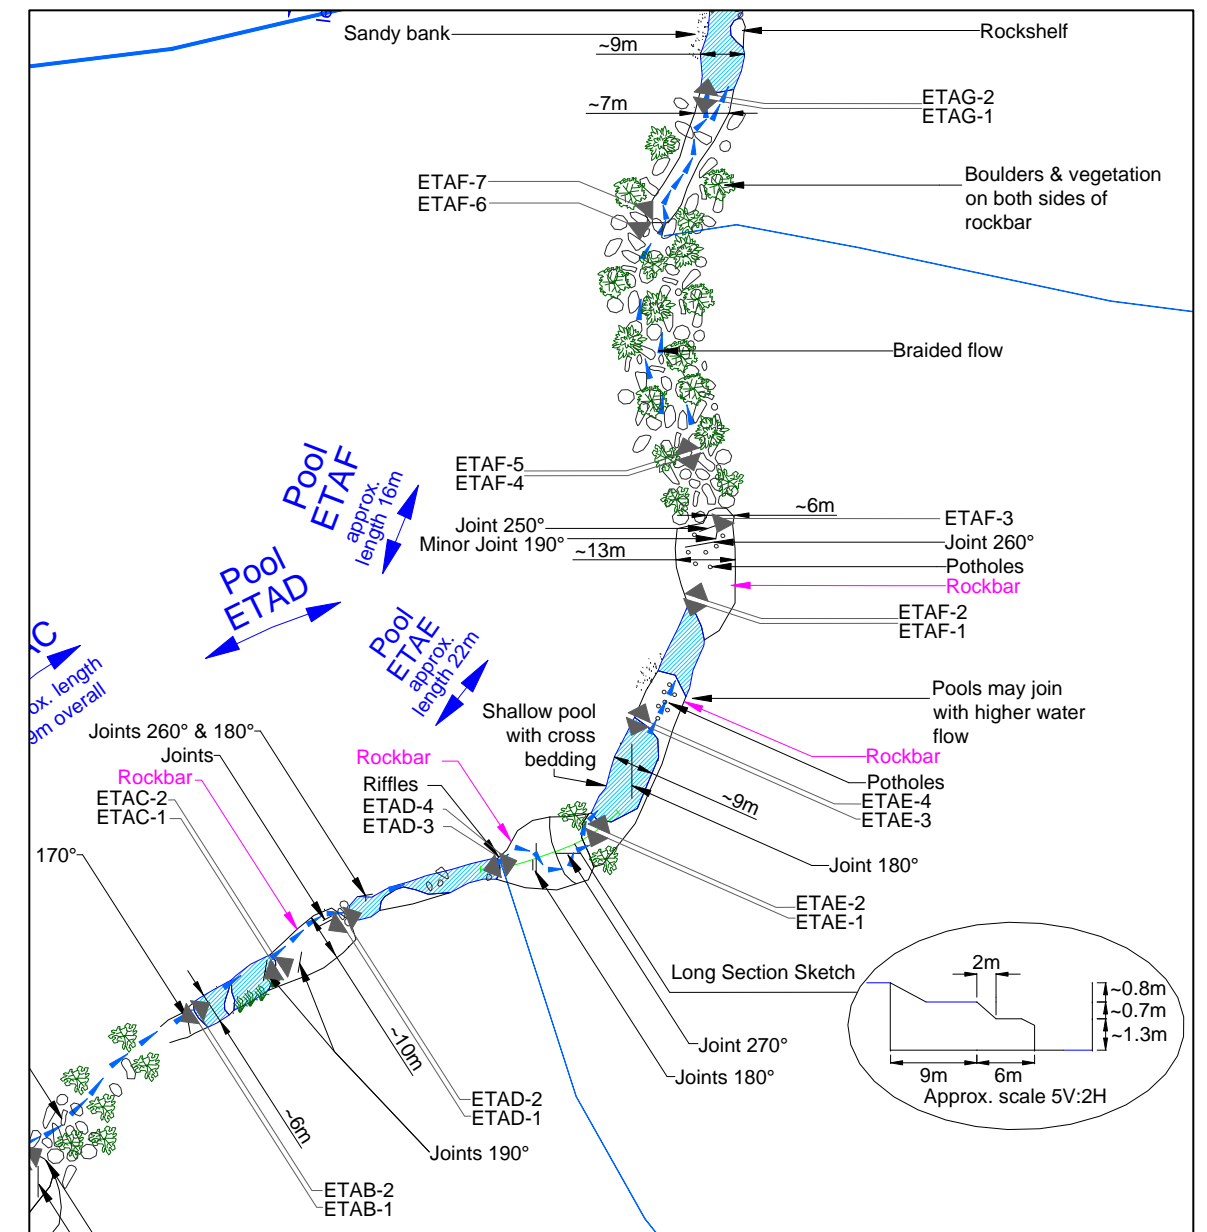 le
Sandy bank
Rockshelf
~9m
ETAG-2
ETAG-1
~7m
Boulders & vegetation
on both sides of
rockbar
ETAF-7
ETAF-6
Braided flow
Pool
ETAF
approx.
length 16m
ETAF-5
ETAF-4
~6m
ETAF-3
Joint 250°
Minor Joint 190°
Joint 260°
~13m
Potholes
Rockbar
Pool
ETAD
ETAF-2
ETAF-1
Pool
ETAE
approx.
length 22m
AC
ox. length
9m overall
Pools may join
with higher water
flow
Shallow pool
with cross
bedding
Rockbar
Potholes
ETAE-4
ETAE-3
~9m
Joints 260° & 180°
Joints
Rockbar
ETAC-2
ETAC-1
Rockbar
Riffles
ETAD-4
ETAD-3
170°
Joint 180°
ETAE-2
ETAE-1
Long Section Sketch
2m
~0.8m
~0.7m
~1.3m
9m
6m
Approx. scale 5V:2H
Joint 270°
Joints 180°
~10m
ETAD-2
ETAD-1
~6m
Joints 190°
ETAB-2
ETAB-1